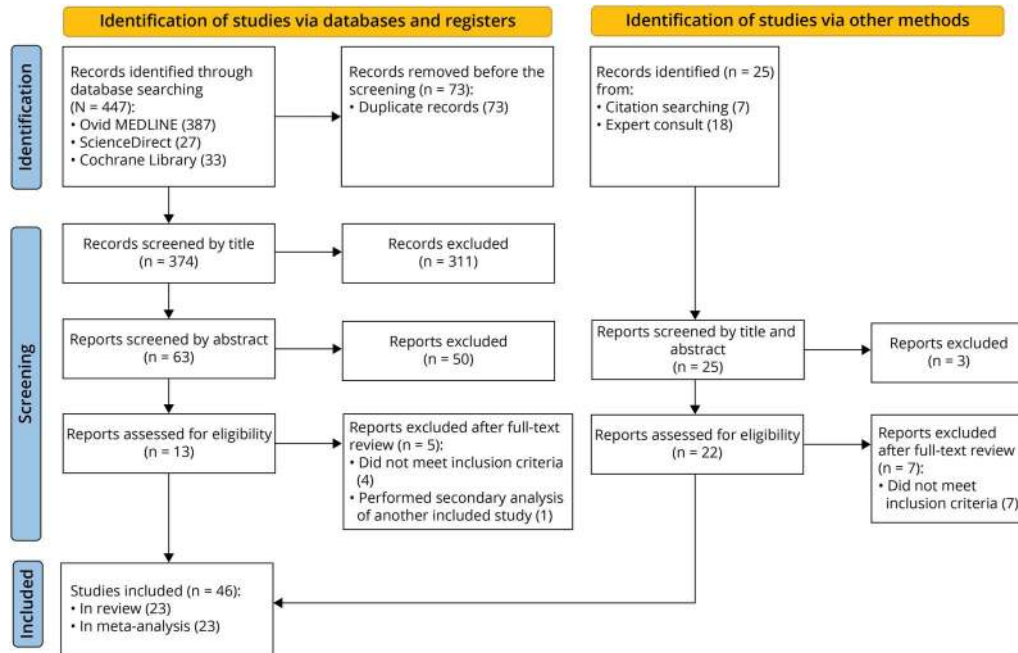 Identification of studies via databases and registers
Identification of studies via other methods
Identification
Records identified through
database searching
(N = 447):
• Ovid MEDLINE (387)
• ScienceDirect (27)
• Cochrane Library (33)
Records removed before the
screening (n = 73):
• Duplicate records (73)
Records identified (n = 25)
from:
• Citation searching (7)
• Expert consult (18)
Screening
Records screened by title
(n = 374)
Records excluded
(n = 311)
Reports screened by abstract
(n = 63)
Reports excluded
(n = 50)
Reports screened by title and
abstract
(n = 25)
Reports excluded
(n = 3)
Reports assessed for eligibility
(n = 13)
Reports excluded after full-text
review (n = 5):
• Did not meet inclusion criteria
(4)
• Performed secondary analysis
of another included study (1)
Reports assessed for eligibility
(n = 22)
Reports excluded
after full-text review
(n = 7):
• Did not meet
inclusion criteria (7)
Included
Studies included (n = 46):
• In review (23)
• In meta-analysis (23)